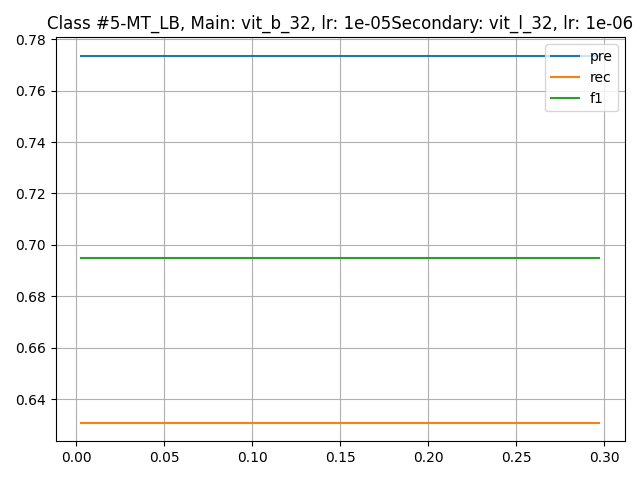 Class #5-MT_LB, Main: vit_b_32, lr: 1e-05Secondary: vit_l_32, lr: 1e-06
0.78
0.76
0.74
0.72
0.70
0.68
0.66
0.64
pre
rec
f1
0.00 0.05 0.10 0.15 0.20 0.25 0.30